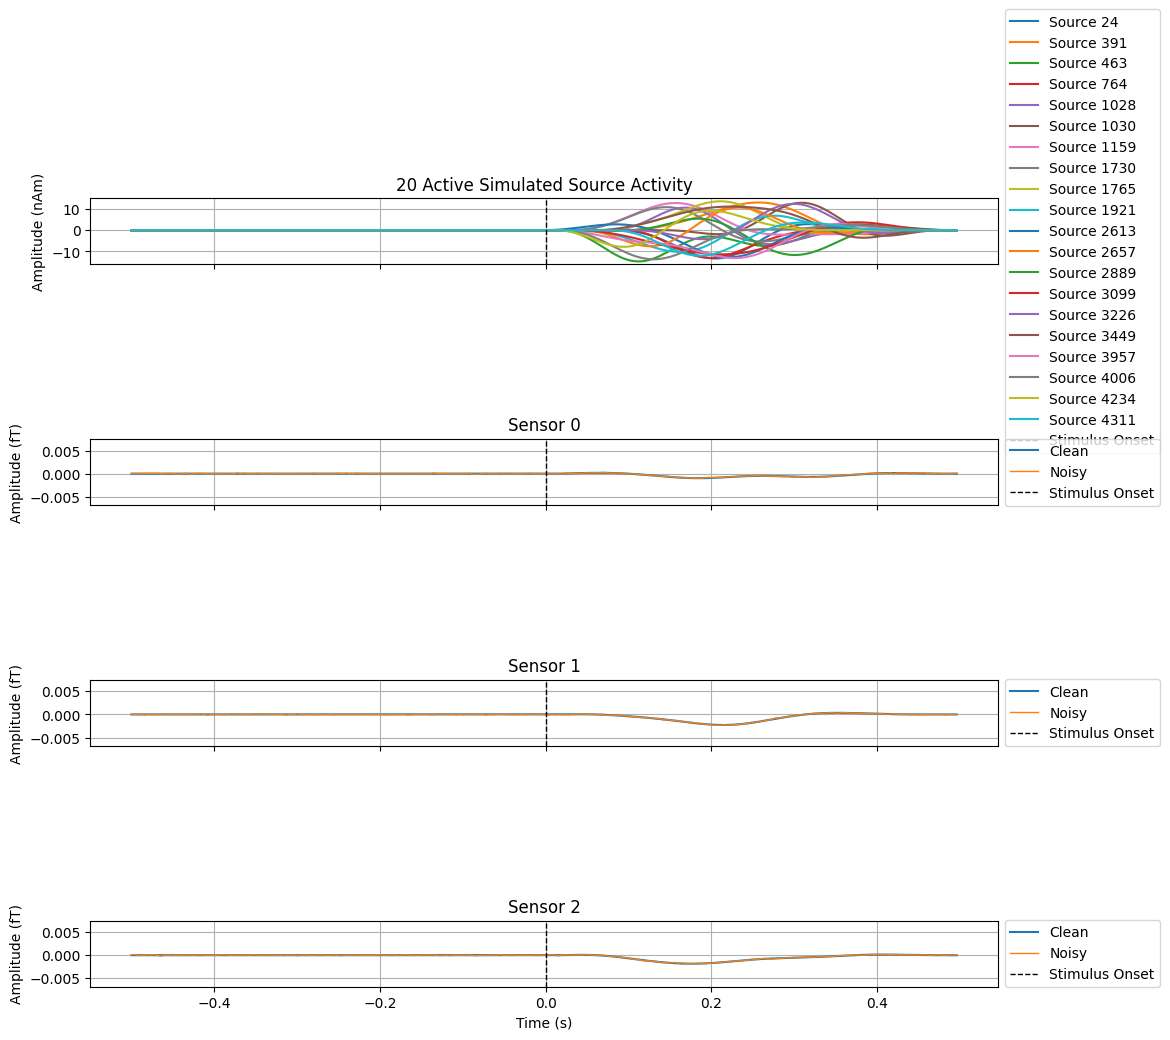 20 Active Simulated Source Activity
Amplitude (nAm)
10
0
−10
Source 24
Source 391
Source 463
Source 764
Source 1028
Source 1030
Source 1159
Source 1730
Source 1765
Source 1921
Source 2613
Source 2657
Source 2889
Source 3099
Source 3226
Source 3449
Source 3957
Source 4006
Source 4234
Source 4311
Stimulus Onset
Sensor 0
Amplitude (fT)
0.005
0.000
−0.005
Clean
Noisy
Stimulus Onset
Sensor 1
Amplitude (fT)
0.005
0.000
−0.005
Clean
Noisy
Stimulus Onset
Sensor 2
Amplitude (fT)
0.005
0.000
−0.005
Clean
Noisy
Stimulus Onset
−0.4 −0.2 0.0 0.2 0.4
Time (s)